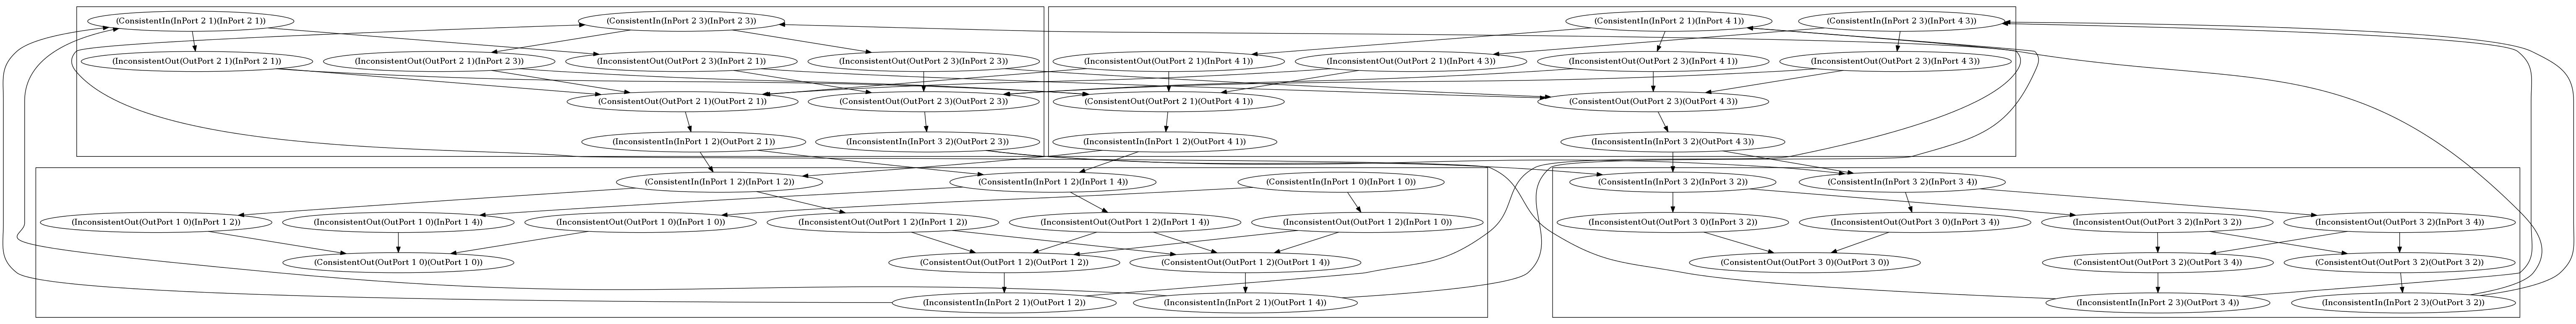 (ConsistentIn(InPort 2 1)(InPort 2 1))
(ConsistentIn(InPort 2 3)(InPort 2 3))
(ConsistentIn(InPort 2 1)(InPort 4 1))
(ConsistentIn(InPort 2 3)(InPort 4 3))
(InconsistentOut(OutPort 2 1)(InPort 2 1))
(InconsistentOut(OutPort 2 1)(InPort 2 3))
(InconsistentOut(OutPort 2 3)(InPort 2 1))
(InconsistentOut(OutPort 2 3)(InPort 2 3))
(InconsistentOut(OutPort 2 1)(InPort 4 1))
(InconsistentOut(OutPort 2 1)(InPort 4 3))
(InconsistentOut(OutPort 2 3)(InPort 4 1))
(InconsistentOut(OutPort 2 3)(InPort 4 3))
(ConsistentOut(OutPort 2 1)(OutPort 2 1))
(ConsistentOut(OutPort 2 3)(OutPort 2 3))
(ConsistentOut(OutPort 2 1)(OutPort 4 1))
(ConsistentOut(OutPort 2 3)(OutPort 4 3))
(InconsistentIn(InPort 1 2)(OutPort 2 1))
(InconsistentIn(InPort 3 2)(OutPort 2 3))
(InconsistentIn(InPort 1 2)(OutPort 4 1))
(InconsistentIn(InPort 3 2)(OutPort 4 3))
(ConsistentIn(InPort 1 2)(InPort 1 2))
(ConsistentIn(InPort 1 2)(InPort 1 4))
(ConsistentIn(InPort 1 0)(InPort 1 0))
(ConsistentIn(InPort 3 2)(InPort 3 2))
(ConsistentIn(InPort 3 2)(InPort 3 4))
(InconsistentOut(OutPort 1 0)(InPort 1 2))
(InconsistentOut(OutPort 1 0)(InPort 1 4))
(InconsistentOut(OutPort 1 0)(InPort 1 0))
(InconsistentOut(OutPort 1 2)(InPort 1 2))
(InconsistentOut(OutPort 1 2)(InPort 1 4))
(InconsistentOut(OutPort 1 2)(InPort 1 0))
(InconsistentOut(OutPort 3 0)(InPort 3 2))
(InconsistentOut(OutPort 3 0)(InPort 3 4))
(InconsistentOut(OutPort 3 2)(InPort 3 2))
(InconsistentOut(OutPort 3 2)(InPort 3 4))
(ConsistentOut(OutPort 1 0)(OutPort 1 0))
(ConsistentOut(OutPort 1 2)(OutPort 1 2))
(ConsistentOut(OutPort 1 2)(OutPort 1 4))
(ConsistentOut(OutPort 3 0)(OutPort 3 0))
(ConsistentOut(OutPort 3 2)(OutPort 3 4))
(ConsistentOut(OutPort 3 2)(OutPort 3 2))
(InconsistentIn(InPort 2 1)(OutPort 1 2))
(InconsistentIn(InPort 2 1)(OutPort 1 4))
(InconsistentIn(InPort 2 3)(OutPort 3 4))
(InconsistentIn(InPort 2 3)(OutPort 3 2))